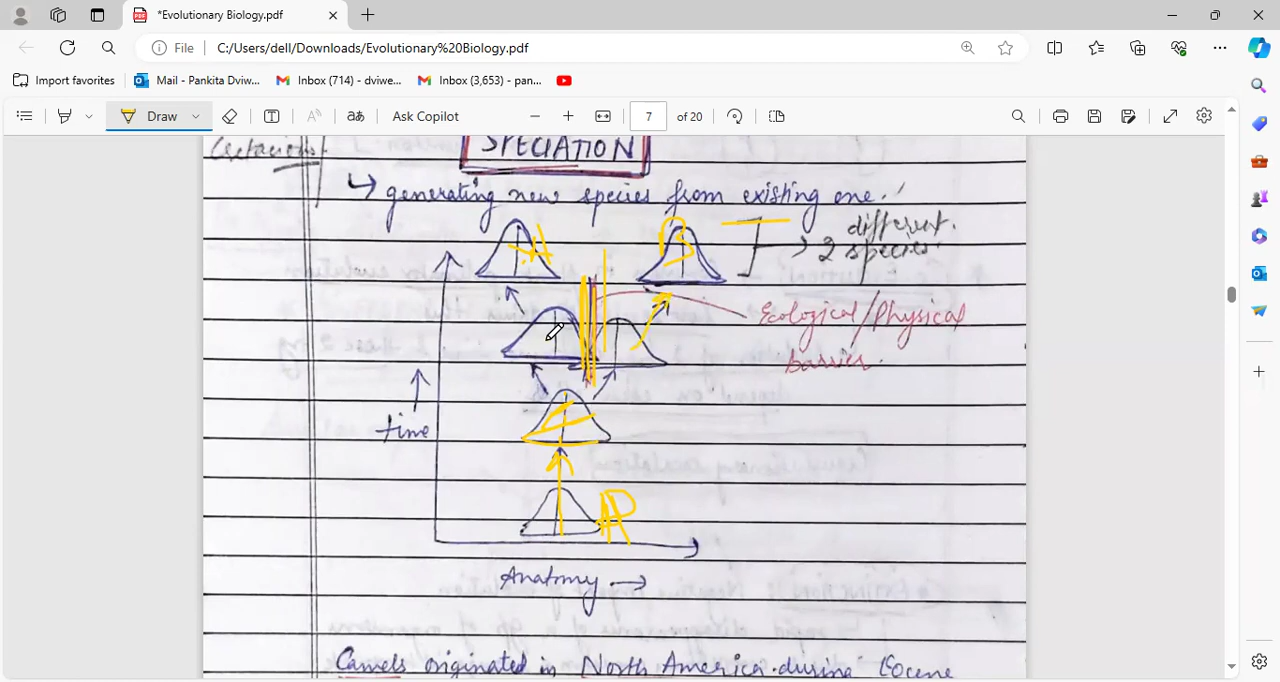 *Evolutionary Biology.pdf
File
C:/Users/dell/Downloads/Evolutionary%20Biology.pdf
Import favorites
Mail - Pankita Dviw...
Inbox (714) - dviwe...
Inbox (3,653) - pan...
Draw
aあ
Ask Copilot
7
of 20
SPECIATION
generating new species from existing one.
A
B
different
2 species
Ecological/Physical
barrier
time
Anatomy
Camels originated in North America during Eocene